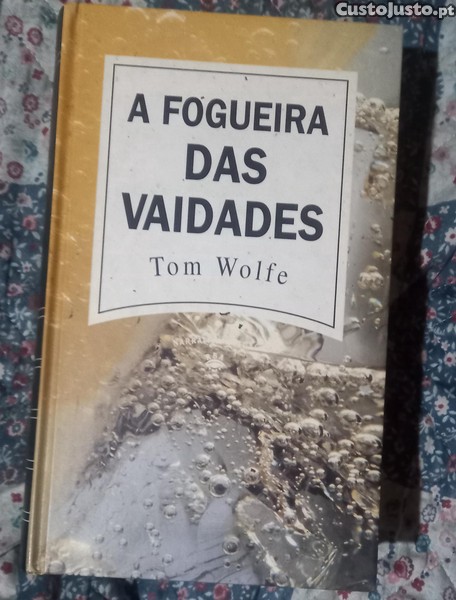 CustoJusto.pt
A FOGUEIRA
DAS
VAIDADES
Tom Wolfe